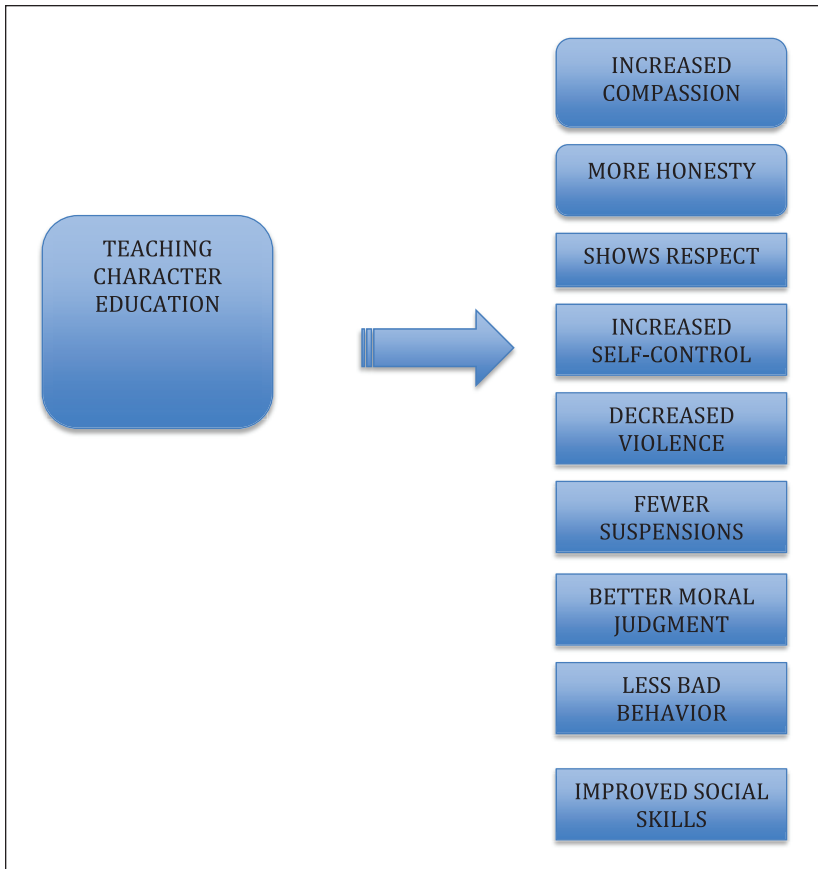 TEACHING
CHARACTER
EDUCATION
INCREASED
COMPASSION
MORE HONESTY
SHOWS RESPECT
INCREASED
SELF-CONTROL
DECREASED
VIOLENCE
FEWER
SUSPENSIONS
BETTER MORAL
JUDGMENT
LESS BAD
BEHAVIOR
IMPROVED SOCIAL
SKILLS